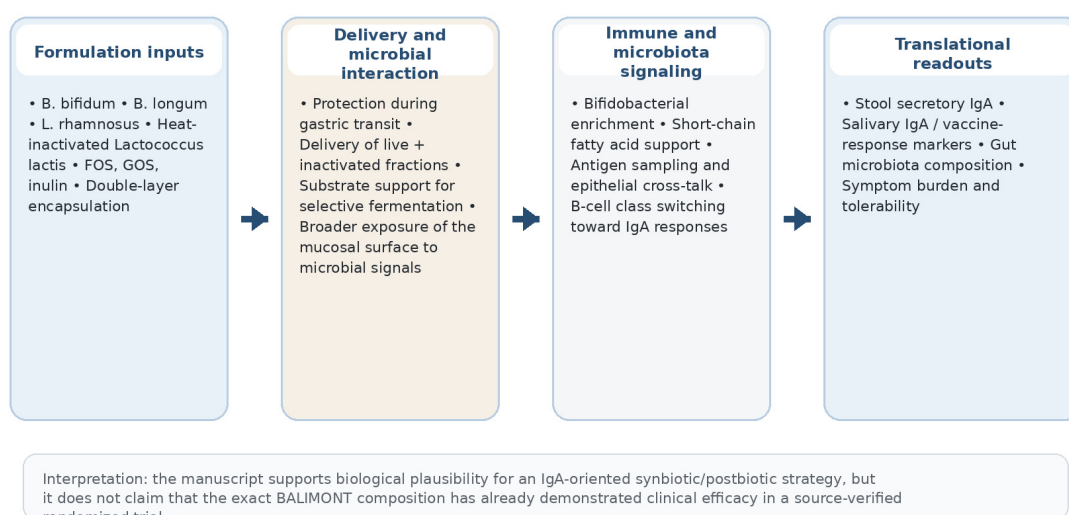 Formulation inputs
• B. bifidum • B. longum
• L. rhamnosus • Heat-
inactivated Lactococcus
lactis • FOS, GOS,
inulin • Double-layer
encapsulation
Delivery and
microbial
interaction
• Protection during
gastric transit •
Delivery of live +
inactivated fractions •
Substrate support for
selective fermentation •
Broader exposure of the
mucosal surface to
microbial signals
Immune and
microbiota
signaling
• Bifidobacterial
enrichment • Short-chain
fatty acid support •
Antigen sampling and
epithelial cross-talk •
B-cell class switching
toward IgA responses
Translational
readouts
• Stool secretory IgA •
Salivary IgA / vaccine-
response markers • Gut
microbiota composition •
Symptom burden and
tolerability
Interpretation: the manuscript supports biological plausibility for an IgA-oriented synbiotic/postbiotic strategy, but
it does not claim that the exact BALIMONT composition has already demonstrated clinical efficacy in a source-verified
randomized trial